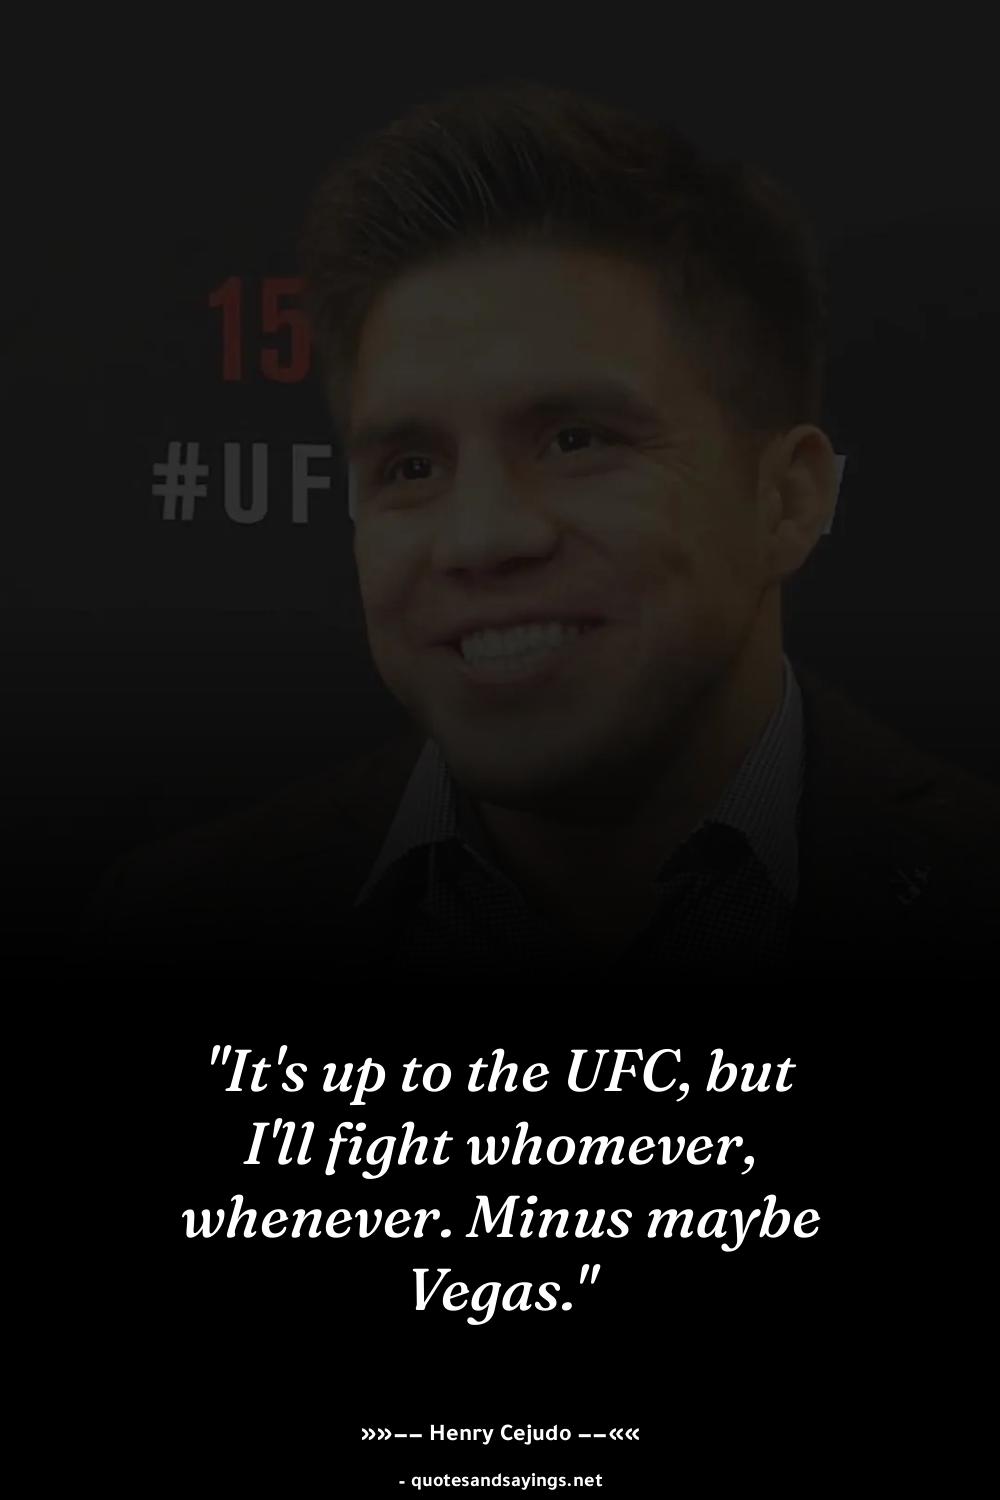 15
#UF
"It's up to the UFC, but
I'll fight whomever,
whenever. Minus maybe
Vegas."
»»−− Henry Cejudo −−««
- quotesandsayings.net